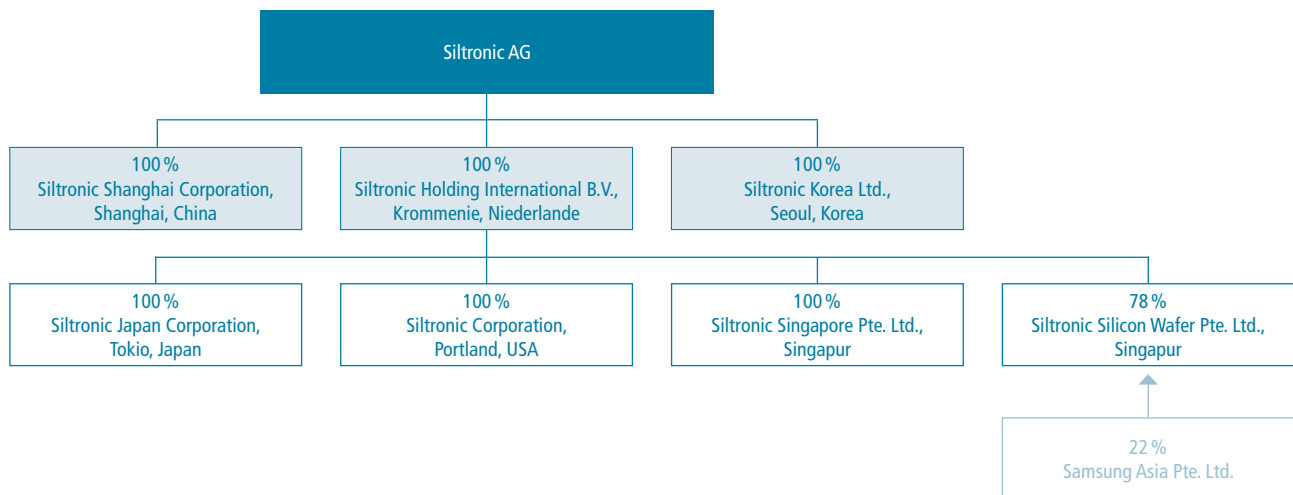 Siltronic AG
100 %
Siltronic Shanghai Corporation,
Shanghai, China
100 %
Siltronic Holding International B.V.,
Krommenie, Niederlande
100 %
Siltronic Korea Ltd.,
Seoul, Korea
100 %
Siltronic Japan Corporation,
Tokio, Japan
100 %
Siltronic Corporation,
Portland, USA
100 %
Siltronic Singapore Pte. Ltd.,
Singapur
78 %
Siltronic Silicon Wafer Pte. Ltd.,
Singapur
22 %
Samsung Asia Pte. Ltd.